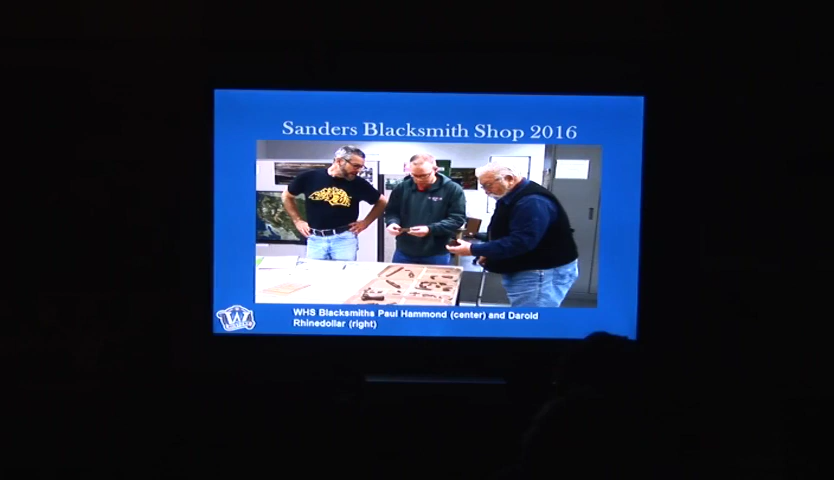 Sanders Blacksmith Shop 2016
WHS Blacksmiths Paul Hammond (center) and Darold
Rhinedollar (right)
W